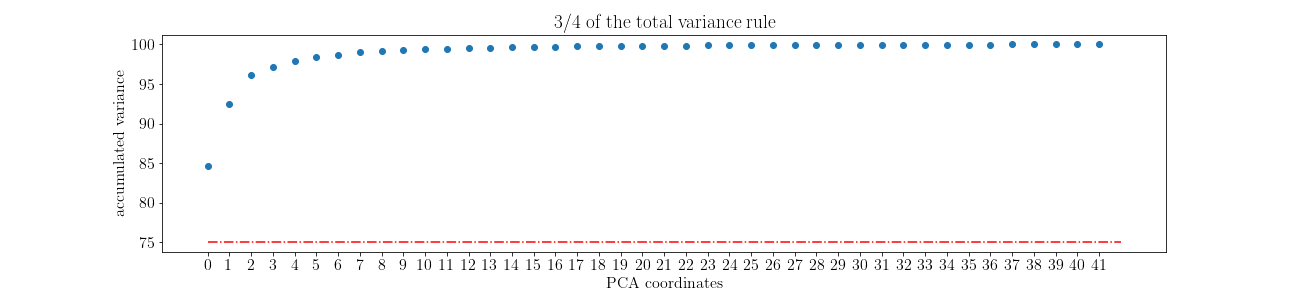 3/4 of the total variance rule
accumulated variance
100
95
90
85
80
75
0 1 2 3 4 5 6 7 8 9 10 11 12 13 14 15 16 17 18 19 20 21 22 23 24 25 26 27 28 29 30 31 32 33 34 35 36 37 38 39 40 41
PCA coordinates